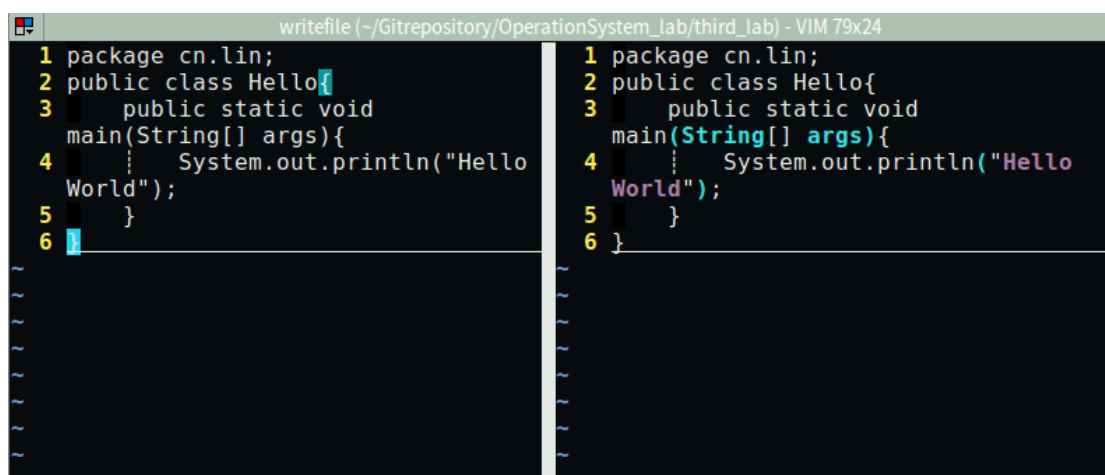 writefile (~/Gitrepository/OperationSystem_lab/third_lab) - VIM 79x24
1 package cn.lin;
2 public class Hello{
3     public static void
main(String[] args){
4     ┆   System.out.println("Hello
World");
5     }
6 }
~
~
~
~
~
~
~
~
1 package cn.lin;
2 public class Hello{
3     public static void
main(String[] args){
4     ┆   System.out.println("Hello
World");
5     }
6 }
~
~
~
~
~
~
~
~